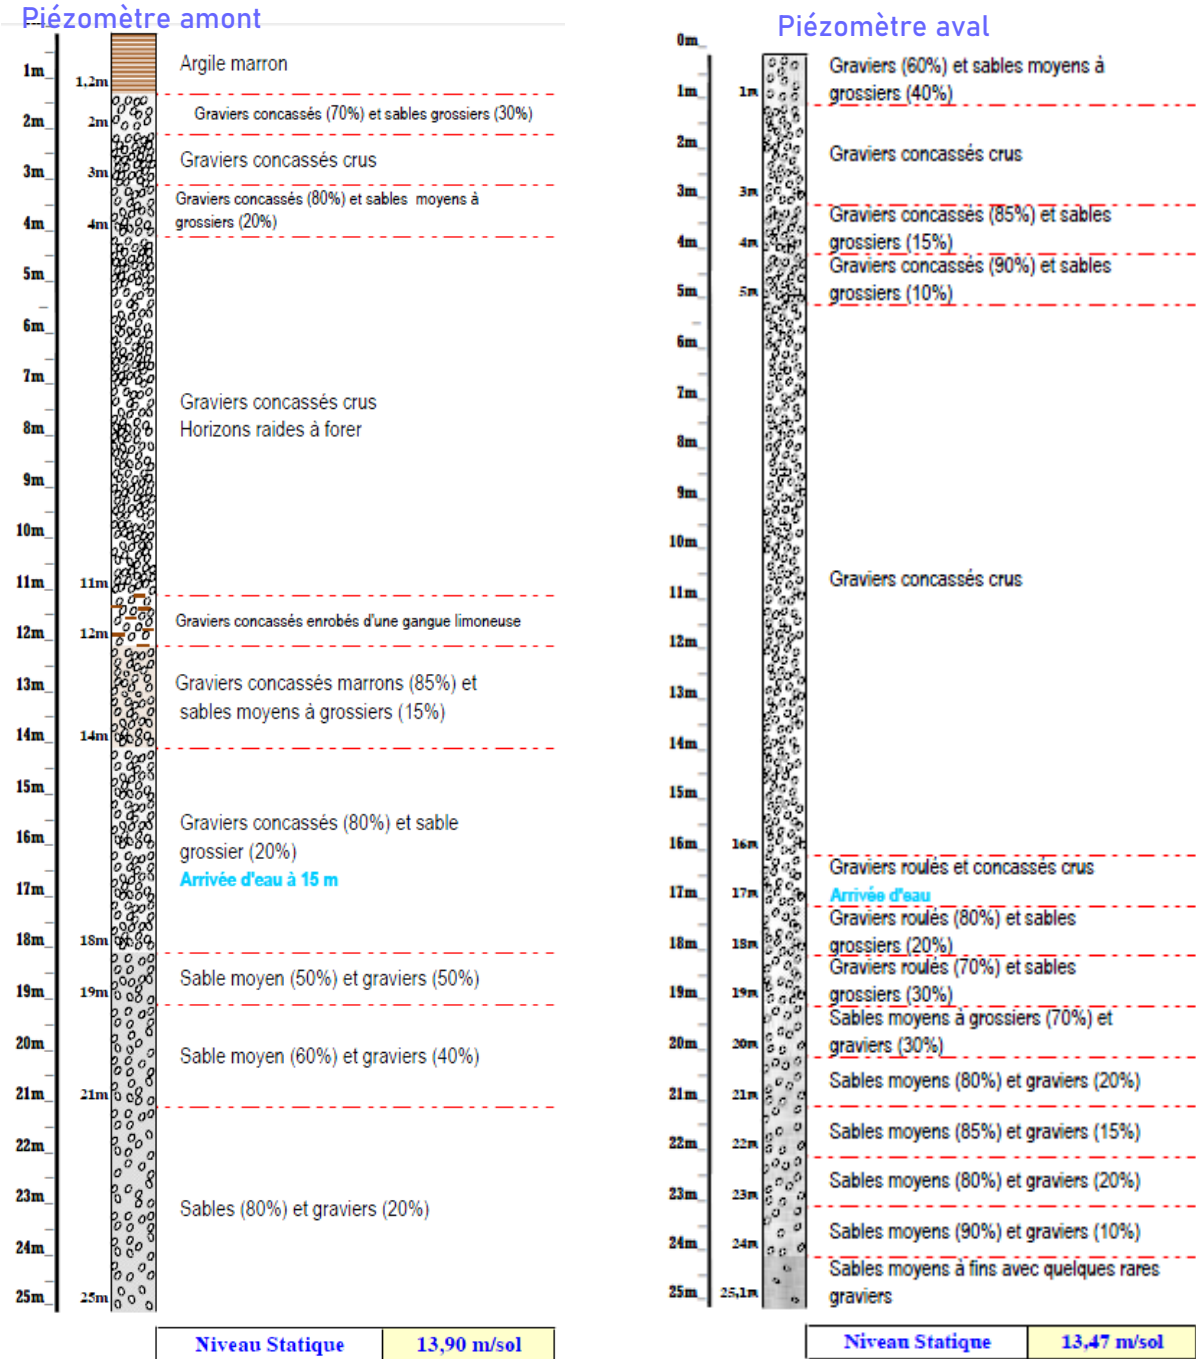 Piézomètre amont
1m
1,2m
Argile marron
2m
2m
Graviers concassés (70%) et sables grossiers (30%)
3m
3m
Graviers concassés crus
4m
4m
Graviers concassés (80%) et sables moyens à
grossiers (20%)
5m
6m
7m
8m
9m
10m
11m
11m
Graviers concassés crus
Horizons raides à forer
12m
12m
Graviers concassés enrobés d'une gangue limoneuse
13m
14m
14m
Graviers concassés marrons (85%) et
sables moyens à grossiers (15%)
15m
16m
17m
18m
18m
Graviers concassés (80%) et sable
grossier (20%)
Arrivée d'eau à 15 m
19m
19m
Sable moyen (50%) et graviers (50%)
20m
21m
21m
Sable moyen (60%) et graviers (40%)
22m
23m
24m
25m
25m
Sables (80%) et graviers (20%)
Niveau Statique 13,90 m/sol
Piézomètre aval
0m
1m
1m
Graviers (60%) et sables moyens à
grossiers (40%)
2m
3m
3m
Graviers concassés crus
4m
4m
Graviers concassés (85%) et sables
grossiers (15%)
5m
5m
Graviers concassés (90%) et sables
grossiers (10%)
6m
7m
8m
9m
10m
11m
12m
13m
14m
15m
16m
16m
Graviers concassés crus
17m
17m
Graviers roulés et concassés crus
Arrivée d'eau
18m
18m
Graviers roulés (80%) et sables
grossiers (20%)
19m
19m
Graviers roulés (70%) et sables
grossiers (30%)
20m
20m
Sables moyens à grossiers (70%) et
graviers (30%)
21m
21m
Sables moyens (80%) et graviers (20%)
22m
22m
Sables moyens (85%) et graviers (15%)
23m
23m
Sables moyens (80%) et graviers (20%)
24m
24m
Sables moyens (90%) et graviers (10%)
25m
25,1m
Sables moyens à fins avec quelques rares
graviers
Niveau Statique 13,47 m/sol